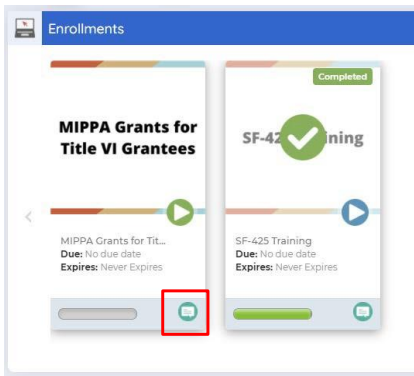 Enrollments
MIPPA Grants for
Title VI Grantees
MIPPA Grants for Tit...
Due: No due date
Expires: Never Expires
Completed
SF-42 ining
SF-425 Training
Due: No due date
Expires: Never Expires